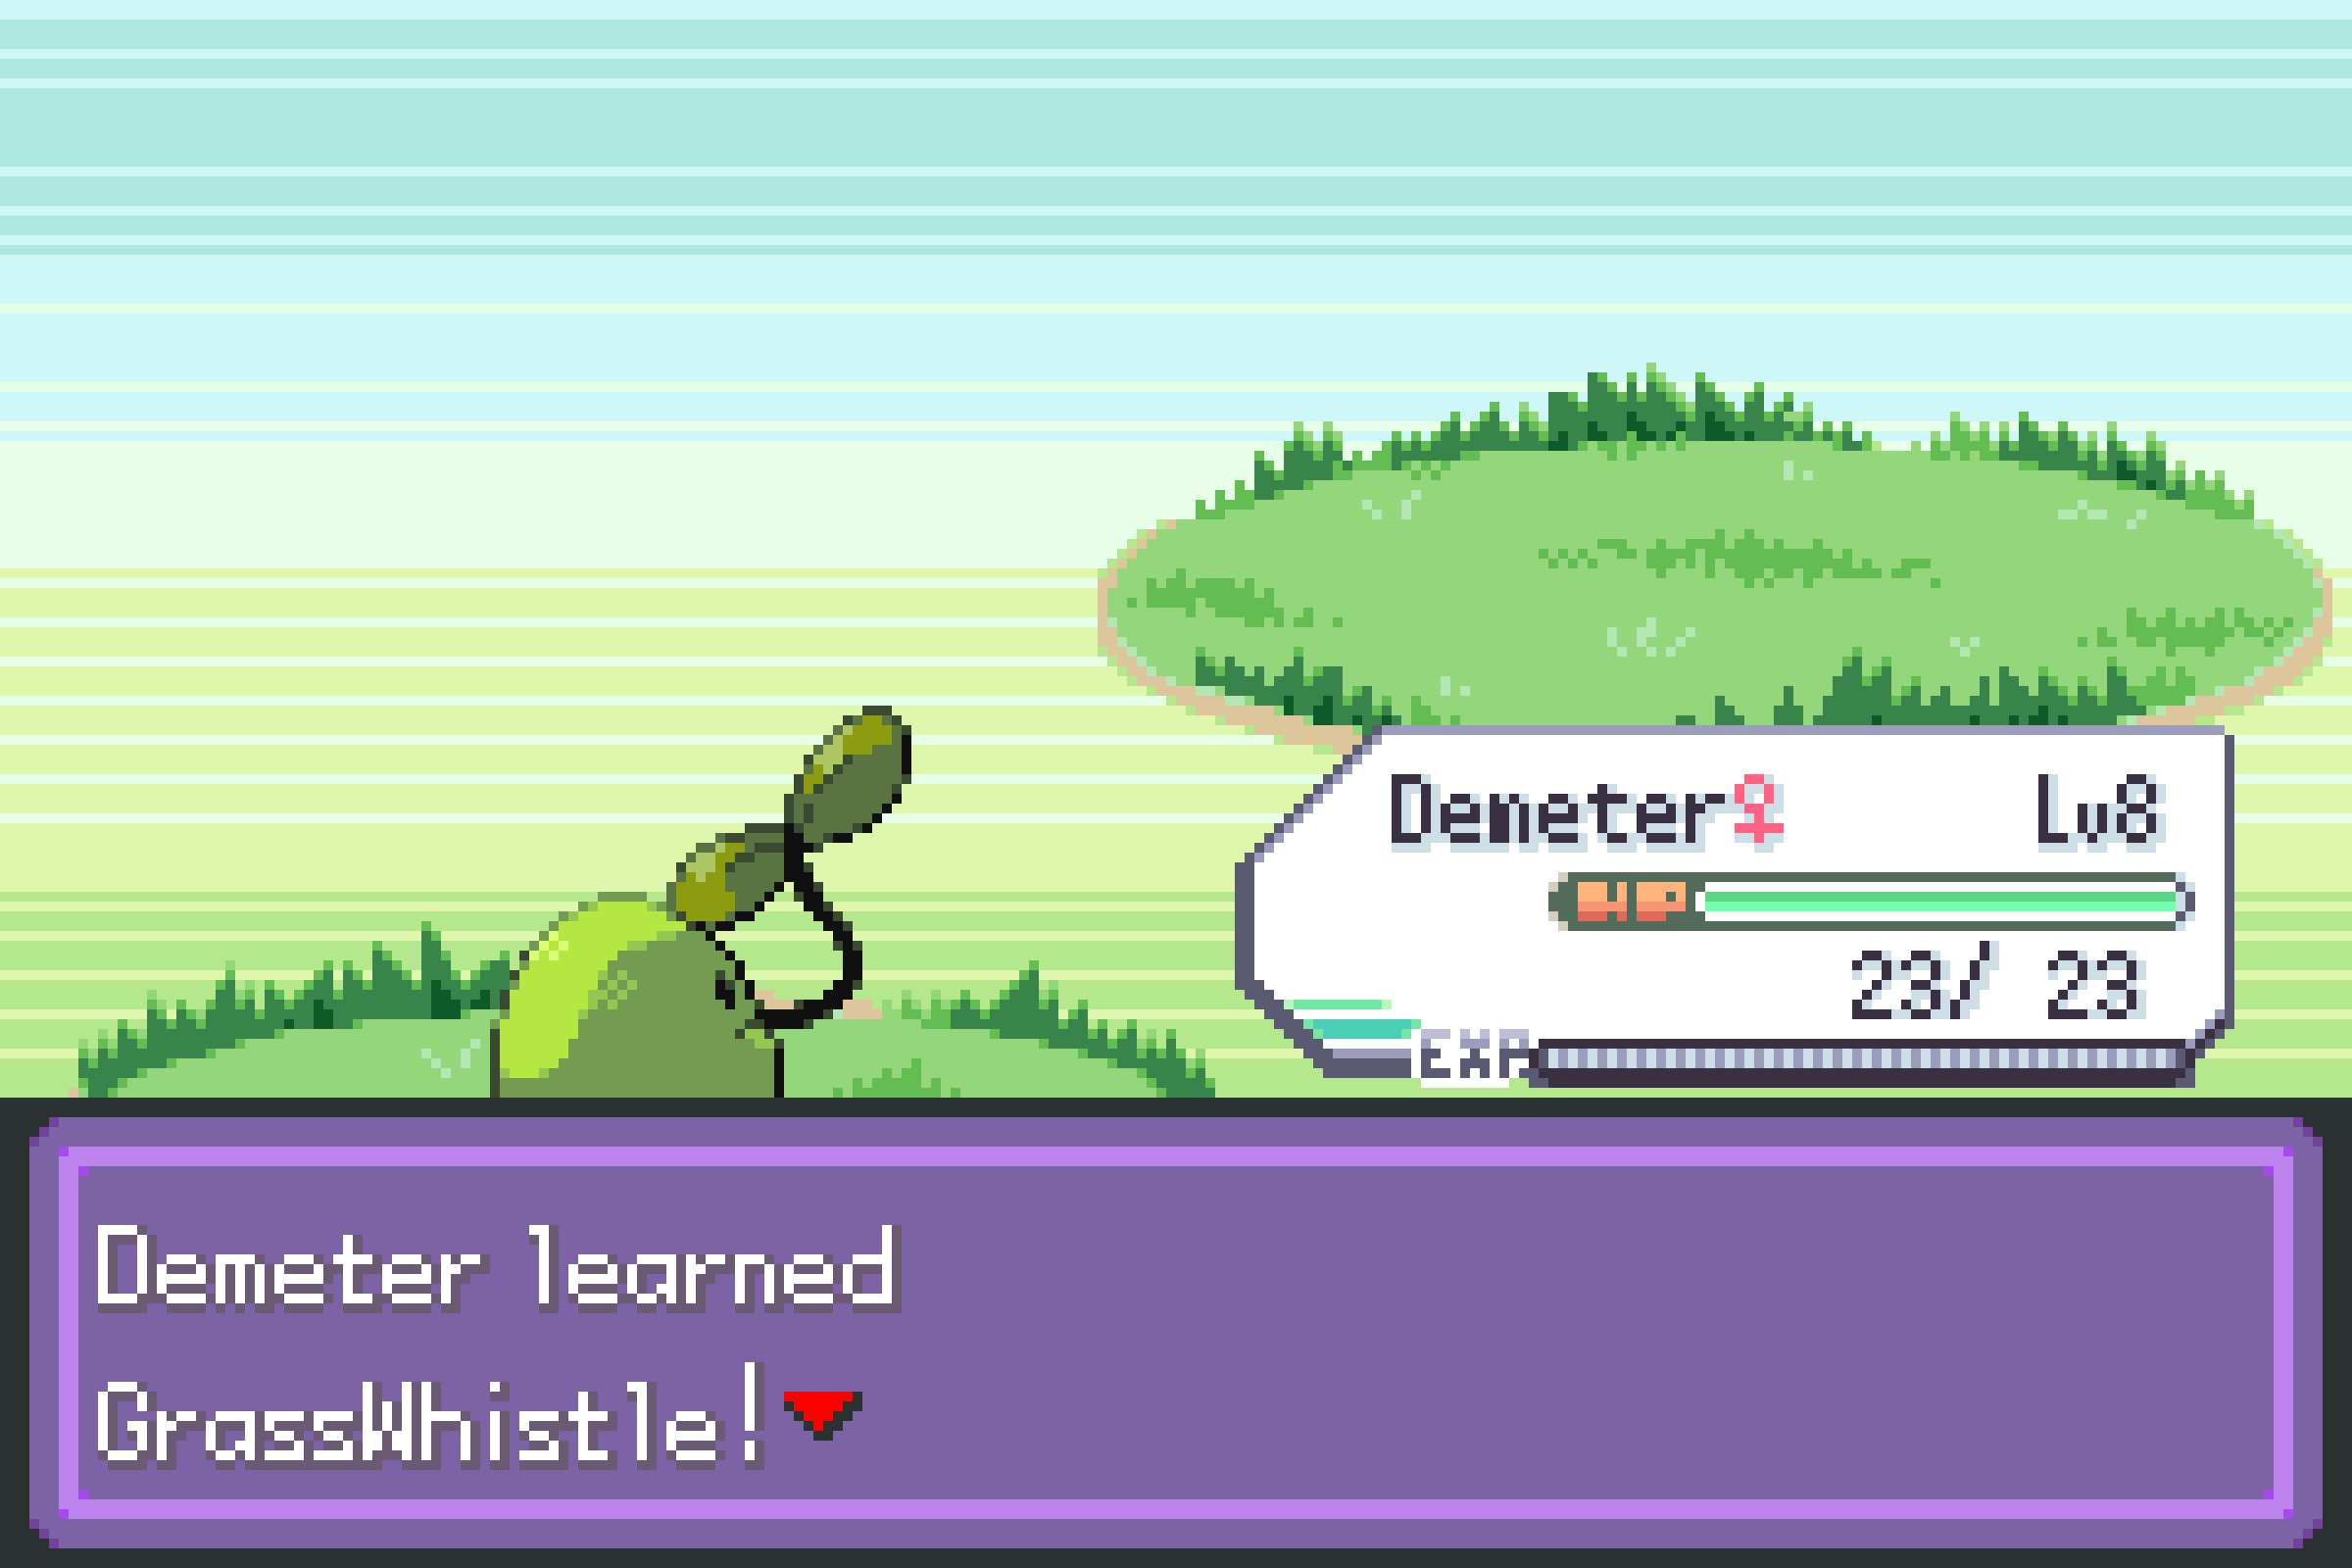 Demeter♀ Lv8
HP
23/ 23
EXP
Demeter learned
GrassWhistle!